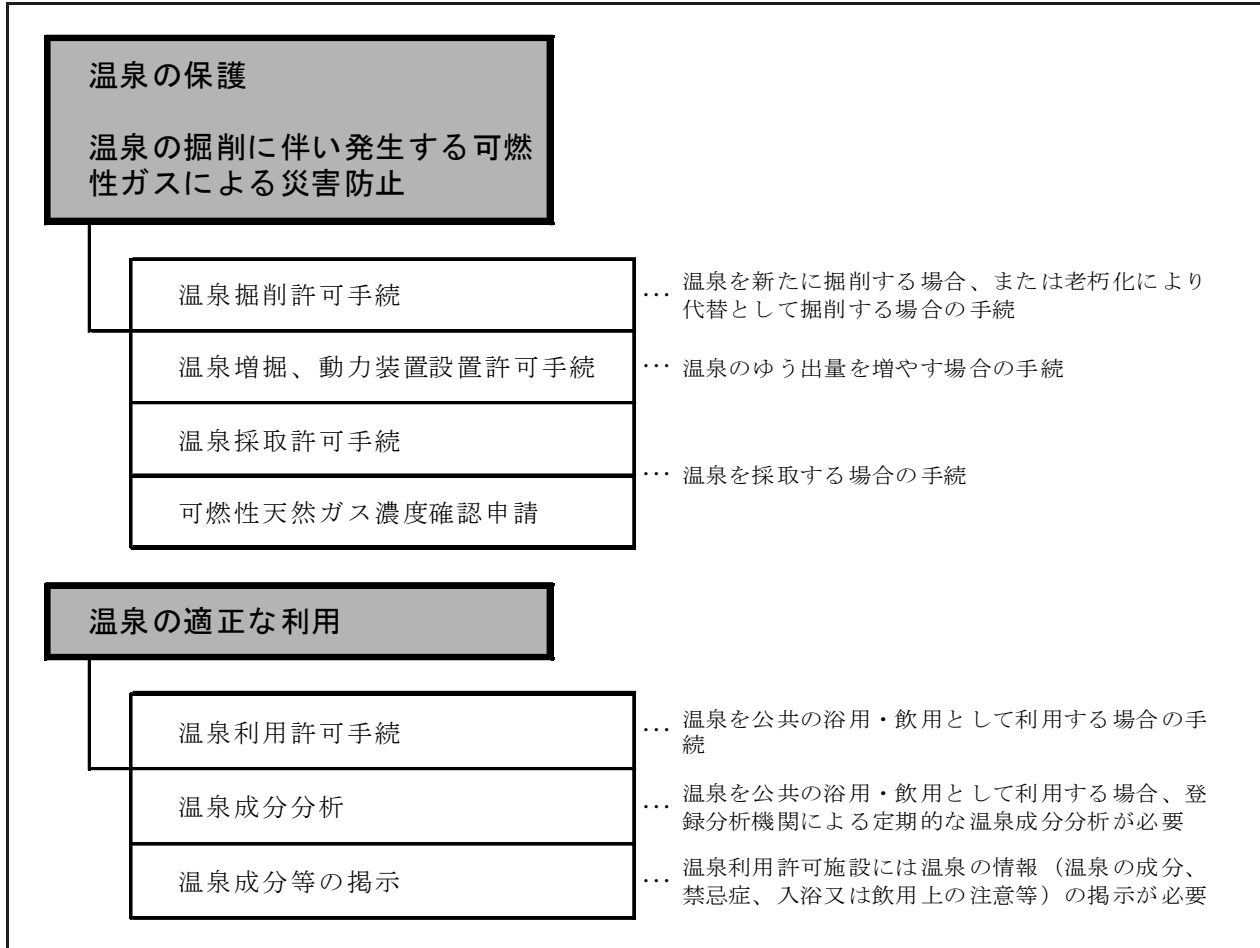 温泉の保護
温泉の掘削に伴い発生する可燃
性ガスによる災害防止
温泉掘削許可手続
… 温泉を新たに掘削する場合、または老朽化により
代替として掘削する場合の手続
温泉増掘、動力装置設置許可手続
… 温泉のゆう出量を増やす場合の手続
温泉採取許可手続
… 温泉を採取する場合の手続
可燃性天然ガス濃度確認申請
温泉の適正な利用
温泉利用許可手続
… 温泉を公共の浴用・飲用として利用する場合の手
続
温泉成分分析
… 温泉を公共の浴用・飲用として利用する場合、登
録分析機関による定期的な温泉成分分析が必要
温泉成分等の掲示
… 温泉利用許可施設には温泉の情報（温泉の成分、
禁忌症、入浴又は飲用上の注意等）の掲示が必要